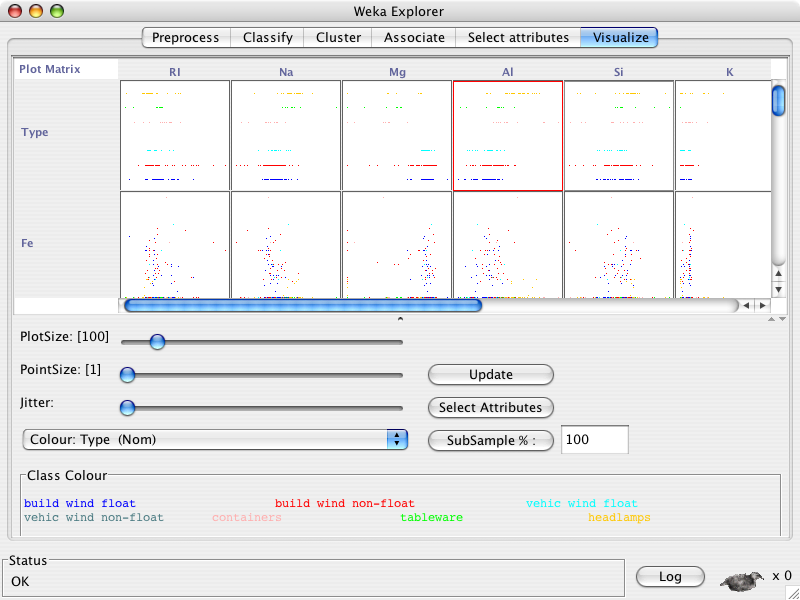 Weka Explorer
Preprocess Classify Cluster Associate Select attributes Visualize
Plot Matrix RI Na Mg Al Si K
Type
Fe
PlotSize: [100]
PointSize: [1] Update
Jitter: Select Attributes
Colour: Type (Nom) SubSample % : 100
Class Colour
build wind float build wind non-float vehic wind float
vehic wind non-float containers tableware headlamps
Status
OK Log x 0